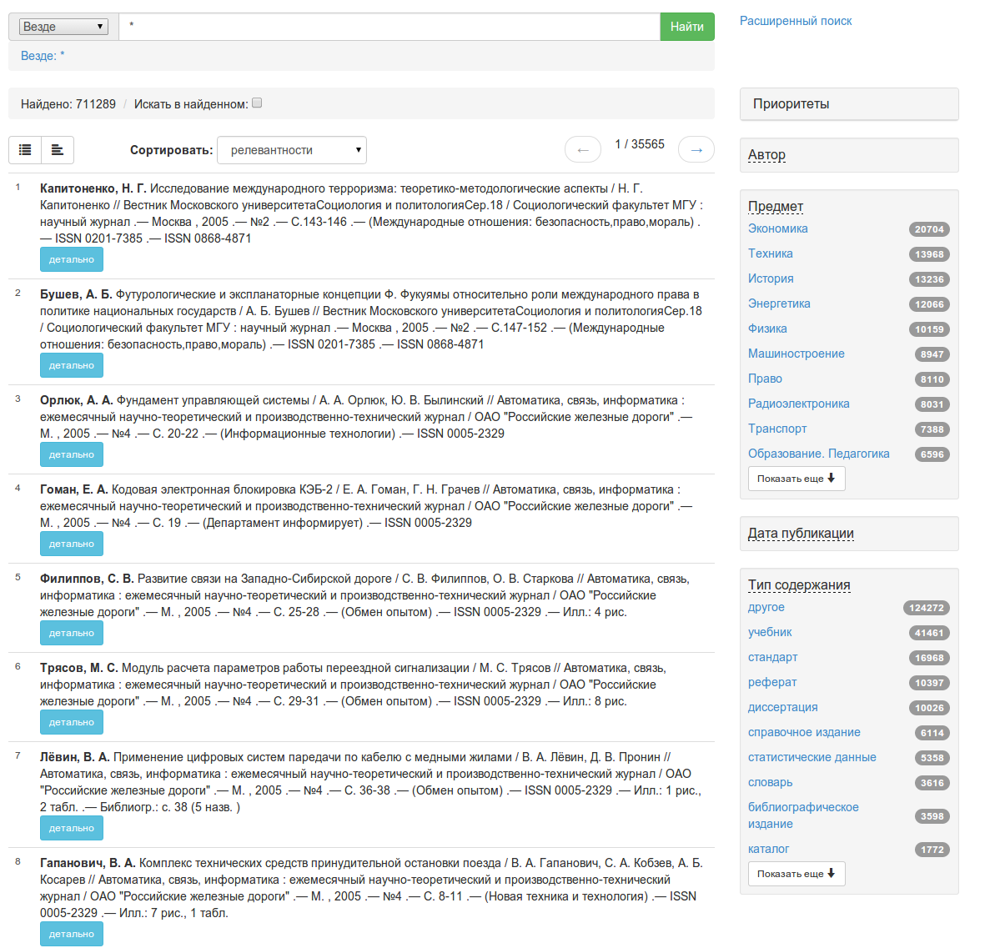 Везде
*
Найти
Расширенный поиск
Везде: *
Найдено: 711289 / Искать в найденном:
Сортировать: релевантности
← 1 / 35565 →
1 Капитоненко, Н. Г. Исследование международного терроризма: теоретико-методологические аспекты / Н. Г.
Капитоненко // Вестник Московского университетаСоциология и политологияСер.18 / Социологический факультет МГУ :
научный журнал .— Москва , 2005 .— №2 .— С.143-146 .— (Международные отношения: безопасность,право,мораль) .
— ISSN 0201-7385 .— ISSN 0868-4871
детально
2 Бушев, А. Б. Футурологические и экспланаторные концепции Ф. Фукуямы относительно роли международного права в
политике национальных государств / А. Б. Бушев // Вестник Московского университетаСоциология и политологияСер.18
/ Социологический факультет МГУ : научный журнал .— Москва , 2005 .— №2 .— С.147-152 .— (Международные
отношения: безопасность,право,мораль) .— ISSN 0201-7385 .— ISSN 0868-4871
детально
3 Орлюк, А. А. Фундамент управляющей системы / А. А. Орлюк, Ю. В. Былинский // Автоматика, связь, информатика :
ежемесячный научно-теоретический и производственно-технический журнал / ОАО "Российские железные дороги" .—
М. , 2005 .— №4 .— С. 20-22 .— (Информационные технологии) .— ISSN 0005-2329
детально
4 Гоман, Е. А. Кодовая электронная блокировка КЭБ-2 / Е. А. Гоман, Г. Н. Грачев // Автоматика, связь, информатика :
ежемесячный научно-теоретический и производственно-технический журнал / ОАО "Российские железные дороги" .—
М. , 2005 .— №4 .— С. 19 .— (Департамент информирует) .— ISSN 0005-2329
детально
5 Филиппов, С. В. Развитие связи на Западно-Сибирской дороге / С. В. Филиппов, О. В. Старкова // Автоматика, связь,
информатика : ежемесячный научно-теоретический и производственно-технический журнал / ОАО "Российские
железные дороги" .— М. , 2005 .— №4 .— С. 25-28 .— (Обмен опытом) .— ISSN 0005-2329 .— Илл.: 4 рис.
детально
6 Трясов, М. С. Модуль расчета параметров работы переездной сигнализации / М. С. Трясов // Автоматика, связь,
информатика : ежемесячный научно-теоретический и производственно-технический журнал / ОАО "Российские
железные дороги" .— М. , 2005 .— №4 .— С. 29-31 .— (Обмен опытом) .— ISSN 0005-2329 .— Илл.: 8 рис.
детально
7 Лёвин, В. А. Применение цифровых систем паредачи по кабелю с медными жилами / В. А. Лёвин, Д. В. Пронин //
Автоматика, связь, информатика : ежемесячный научно-теоретический и производственно-технический журнал / ОАО
"Российские железные дороги" .— М. , 2005 .— №4 .— С. 36-38 .— (Обмен опытом) .— ISSN 0005-2329 .— Илл.: 1 рис.,
2 табл. .— Библиогр.: с. 38 (5 назв. )
детально
8 Гапанович, В. А. Комплекс технических средств принудительной остановки поезда / В. А. Гапанович, С. А. Кобзев, А. Б.
Косарев // Автоматика, связь, информатика : ежемесячный научно-теоретический и производственно-технический
журнал / ОАО "Российские железные дороги" .— М. , 2005 .— №4 .— С. 8-11 .— (Новая техника и технология) .— ISSN
0005-2329 .— Илл.: 7 рис., 1 табл.
детально
Приоритеты
Автор
Предмет
Экономика 20704
Техника 13968
История 13236
Энергетика 12066
Физика 10159
Машиностроение 8947
Право 8110
Радиоэлектроника 8031
Транспорт 7388
Образование. Педагогика 6596
Показать еще
Дата публикации
Тип содержания
другое 124272
учебник 41461
стандарт 16968
реферат 10397
диссертация 10026
справочное издание 6114
статистические данные 5358
словарь 3616
библиографическое
издание 3598
каталог 1772
Показать еще